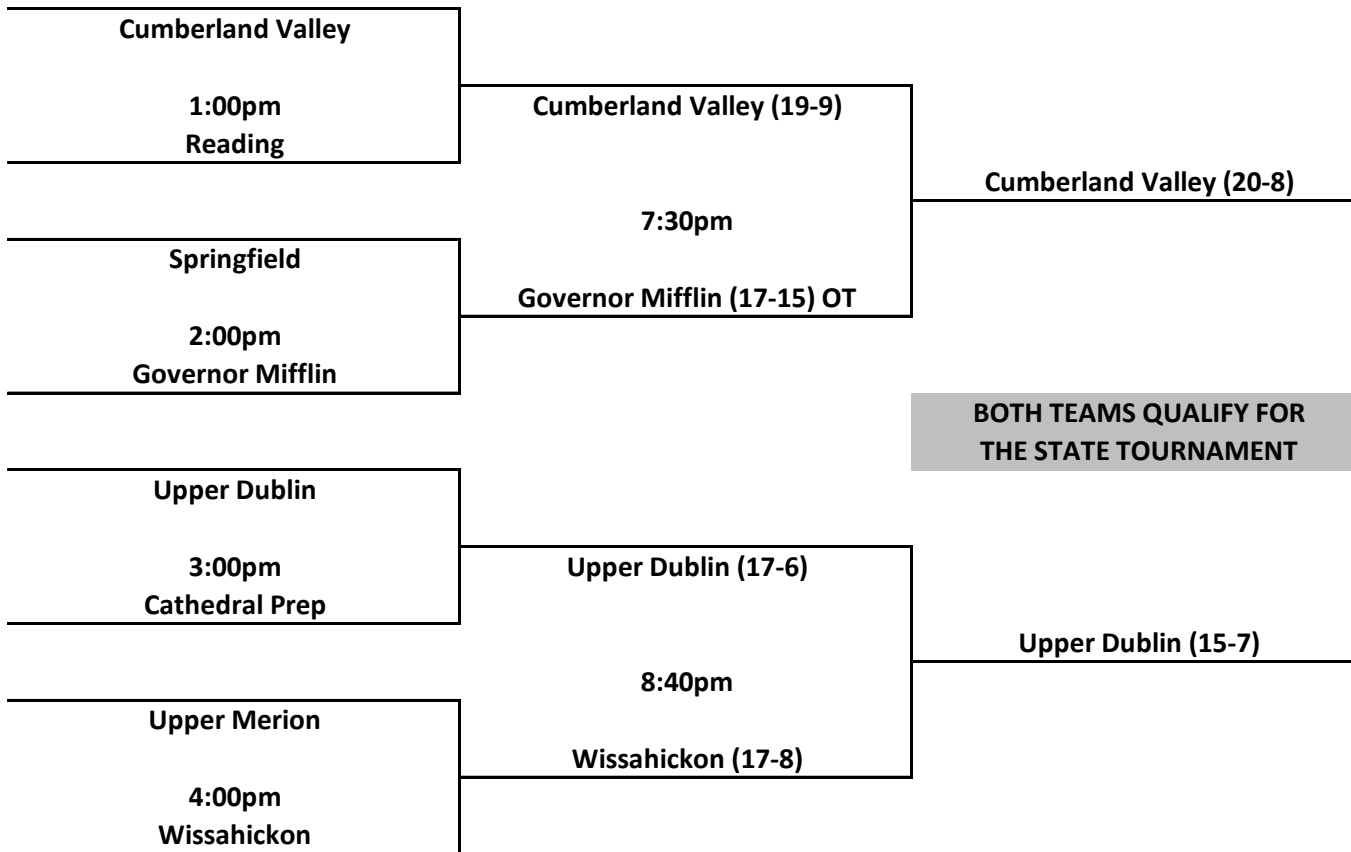 Cumberland Valley
1:00pm
Reading
Springfield
2:00pm
Governor Mifflin
Upper Dublin
3:00pm
Cathedral Prep
Upper Merion
4:00pm
Wissahickon
Cumberland Valley (19-9)
7:30pm
Governor Mifflin (17-15) OT
Upper Dublin (17-6)
8:40pm
Wissahickon (17-8)
Cumberland Valley (20-8)
BOTH TEAMS QUALIFY FOR
THE STATE TOURNAMENT
Upper Dublin (15-7)